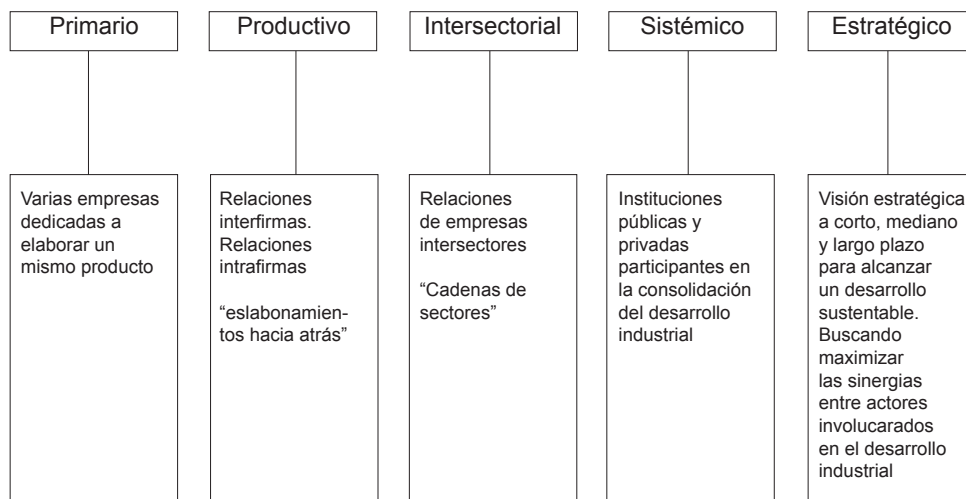 Primario
Varias empresas
dedicadas a
elaborar un
mismo producto
Productivo
Relaciones
interfirmas.
Relaciones
intrafirmas
“eslabonamien-
tos hacia atrás”
Intersectorial
Relaciones
de empresas
intersectores
“Cadenas de
sectores”
Sistémico
Instituciones
públicas y
privadas
participantes en
la consolidación
del desarrollo
industrial
Estratégico
Visión estratégica
a corto, mediano
y largo plazo
para alcanzar
un desarrollo
sustentable.
Buscando
maximizar
las sinergias
entre actores
involucarados
en el desarrollo
industrial